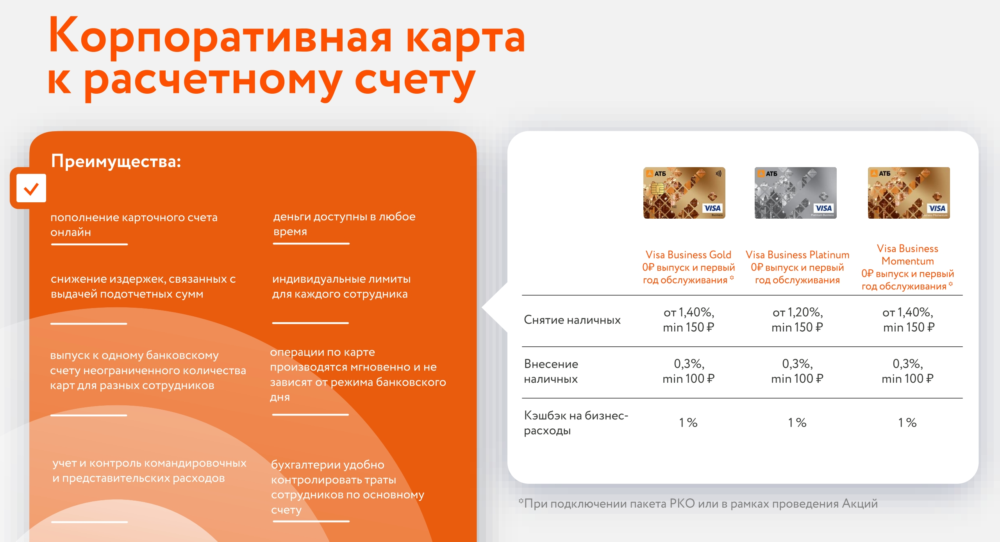 Корпоративная карта
к расчетному счету
Преимущества:
пополнение карточного счета
онлайн
деньги доступны в любое
время
снижение издержек, связанных с
выдачей подотчетных сумм
индивидуальные лимиты
для каждого сотрудника
выпуск к одному банковскому
счету неограниченного количества
карт для разных сотрудников
операции по карте
производятся мгновенно и не
зависят от режима банковского
дня
учет и контроль командировочных
и представительских расходов
бухгалтерии удобно
контролировать траты
сотрудников по основному
счету
АТБ
VISA
Business
АТБ
VISA
Platinum Business
АТБ
VISA
Business Momentum
Visa Business Gold
0₽ выпуск и первый
год обслуживания *
Visa Business Platinum
0₽ выпуск и первый
год обслуживания
Visa Business
Momentum
0₽ выпуск и первый
год обслуживания *
Снятие наличных
от 1,40%,
min 150 ₽
от 1,20%,
min 150 ₽
от 1,40%,
min 150 ₽
Внесение
наличных
0,3%,
min 100 ₽
0,3%,
min 100 ₽
0,3%,
min 100 ₽
Кэшбэк на бизнес-
расходы
1 %
1 %
1 %
*При подключении пакета РКО или в рамках проведения Акций